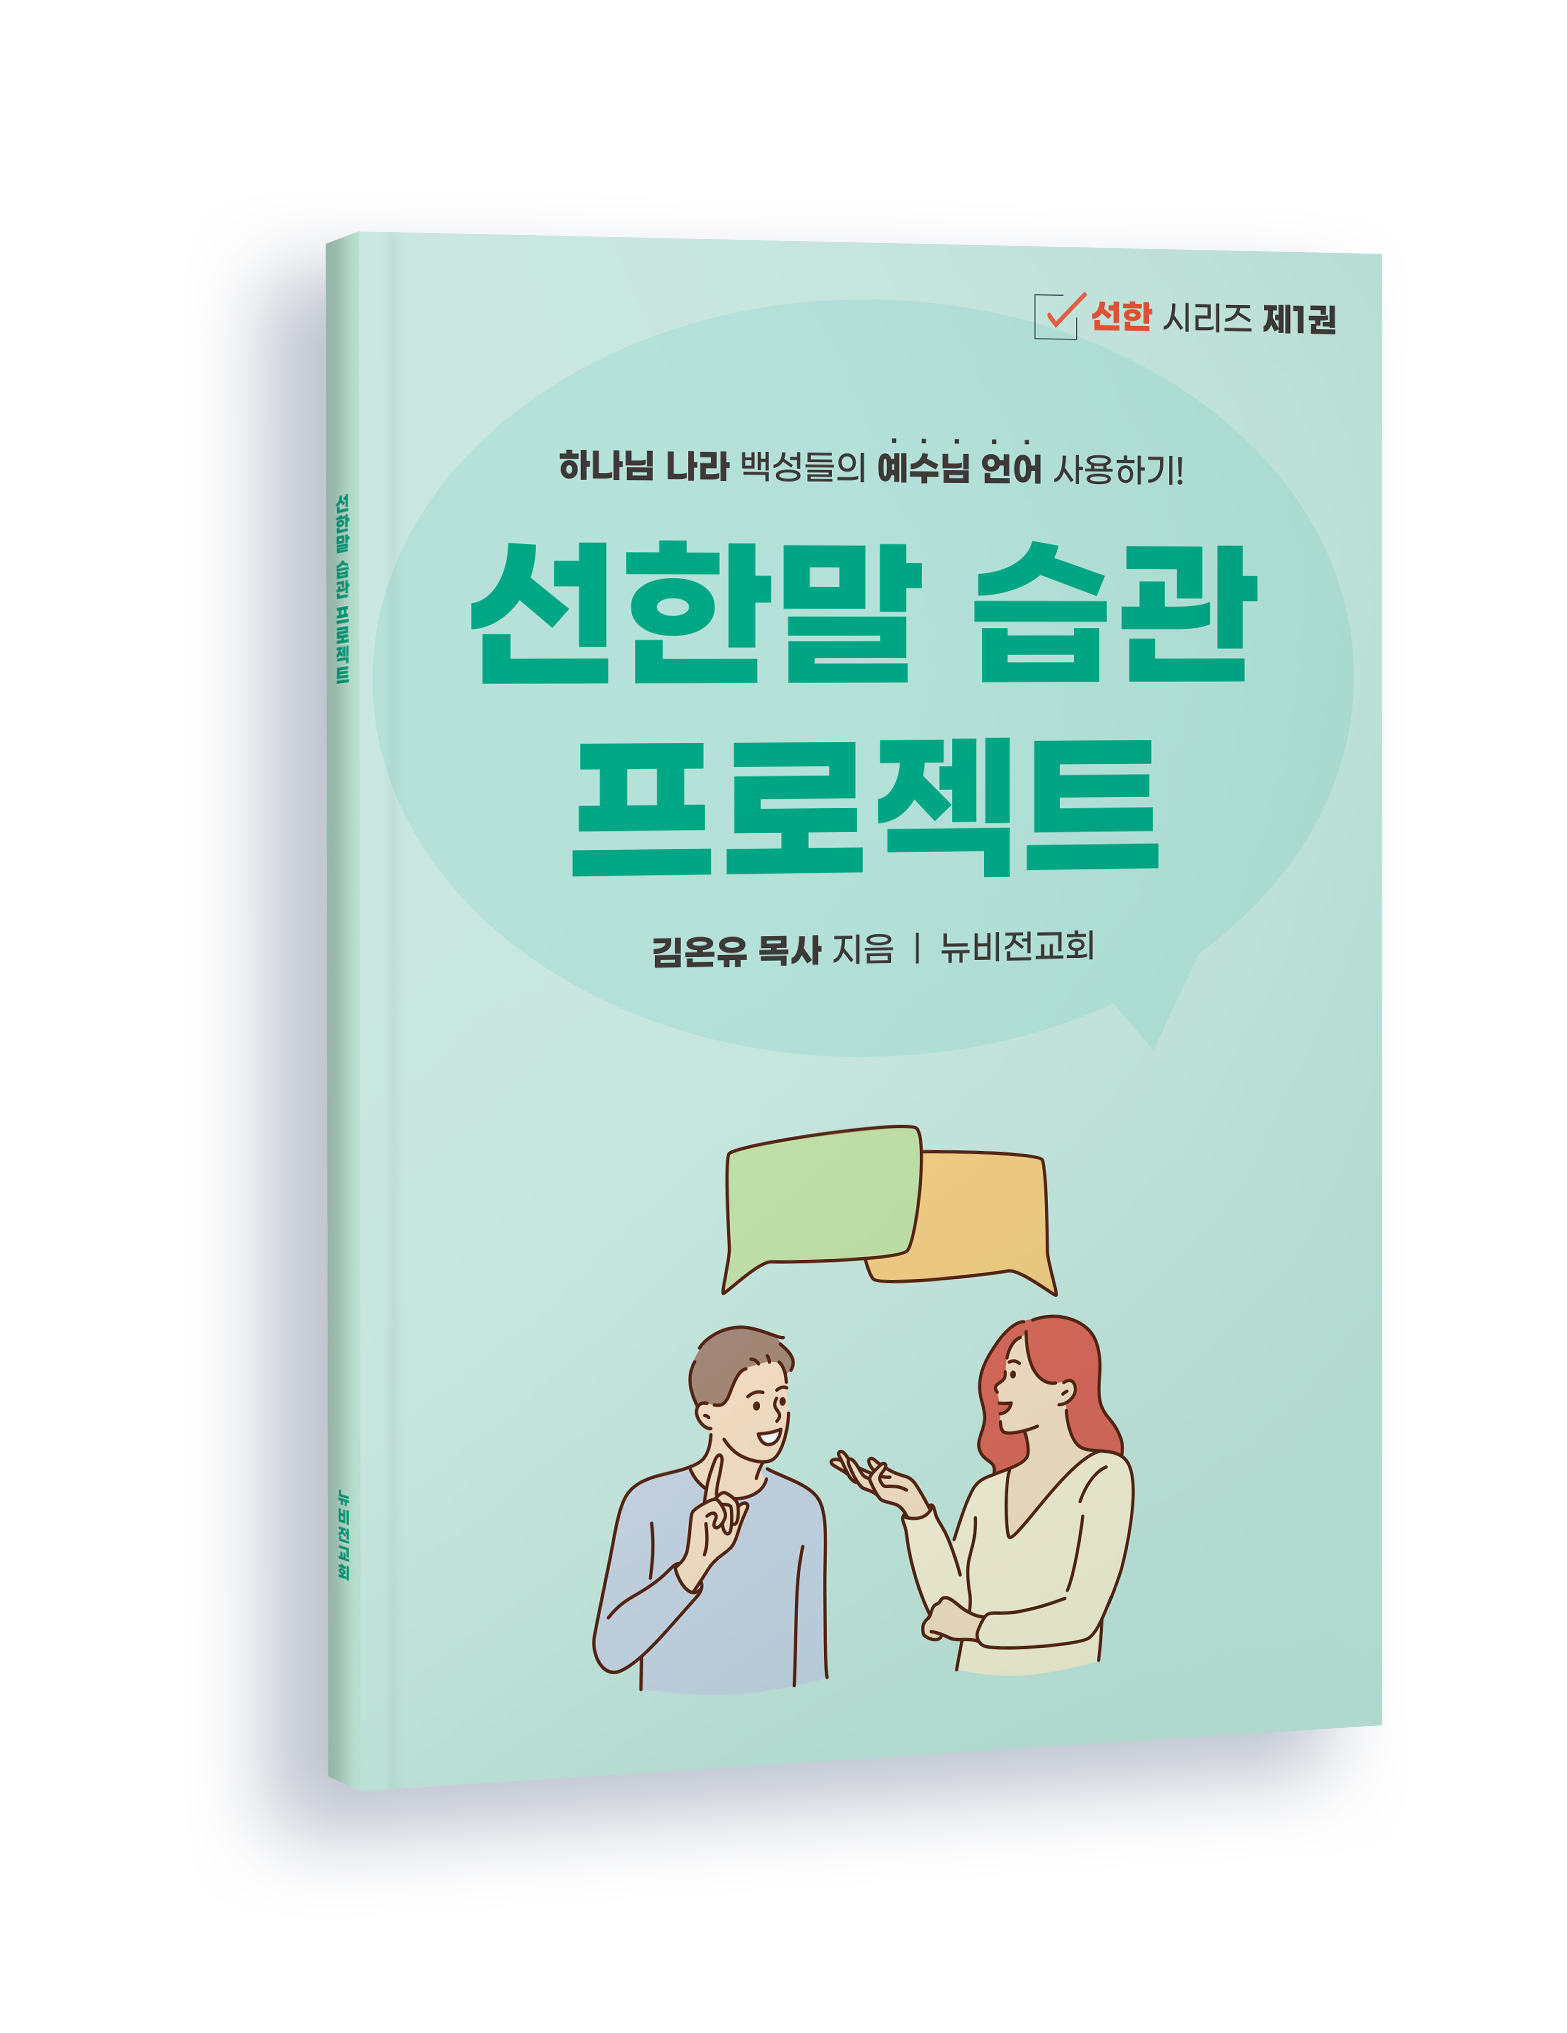 선한 시리즈 제1권
하나님 나라 백성들의 예수님 언어 사용하기!
선한말 습관
프로젝트
김온유 목사 지음 | 뉴비전교회
선한말 습관 프로젝트
뉴비전교회